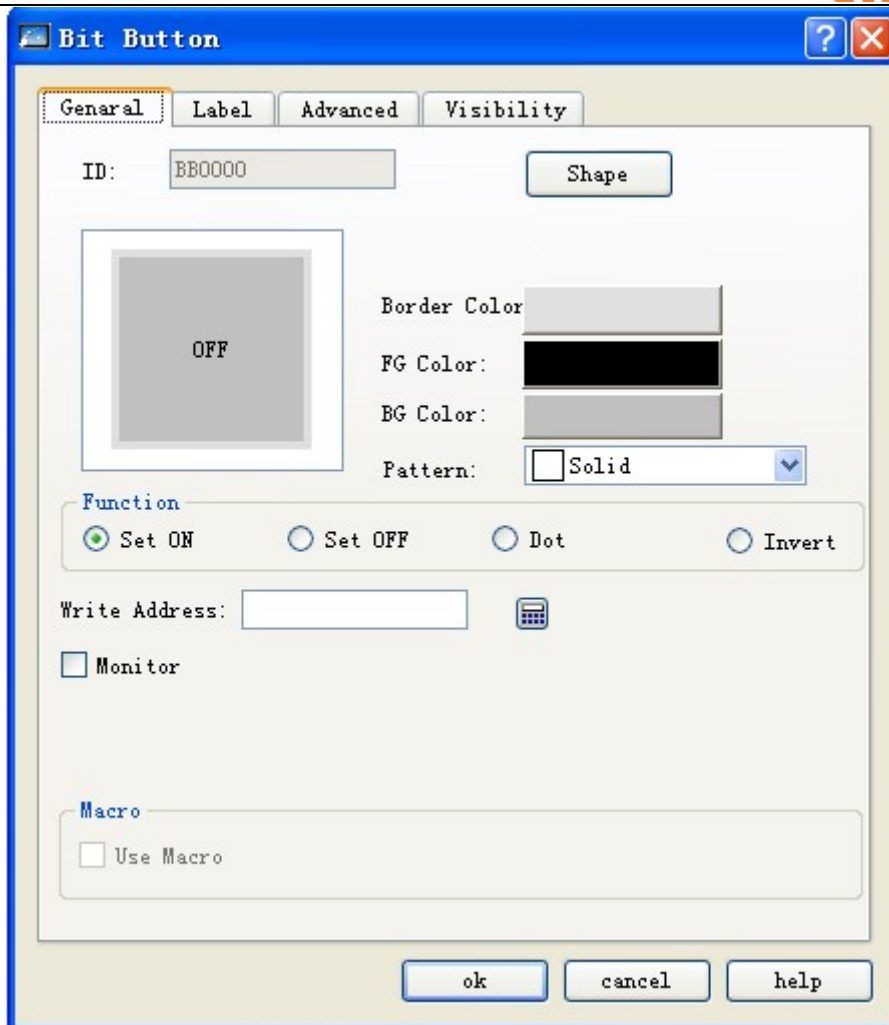 Bit Button
Genaral Label Advanced Visibility
ID: BB0000 Shape
OFF
Border Color
FG Color:
BG Color:
Pattern: Solid
Function
Set ON Set OFF Dot Invert
Write Address:
Monitor
Macro
Use Macro
ok cancel help